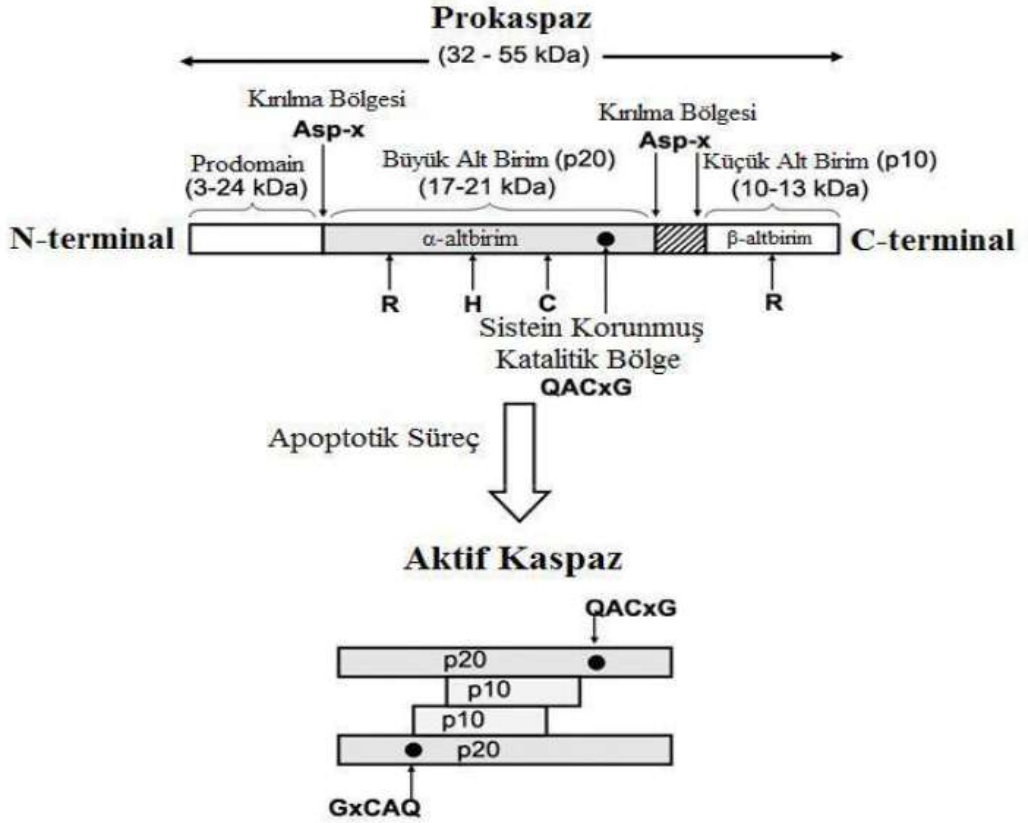 Prokaspaz
(32 - 55 kDa)
Kırılma Bölgesi
Asp-x
Kırılma Bölgesi
Asp-x
Prodomain
(3-24 kDa)
Büyük Alt Birim (p20)
(17-21 kDa)
Küçük Alt Birim (p10)
(10-13 kDa)
N-terminal
α-altbirim
β-altbirim
C-terminal
R
H
C
R
Sistein Korunmuş
Katalitik Bölge
QACxG
Apoptotik Süreç
Aktif Kaspaz
QACxG
p20
p10
p10
p20
GxCAQ